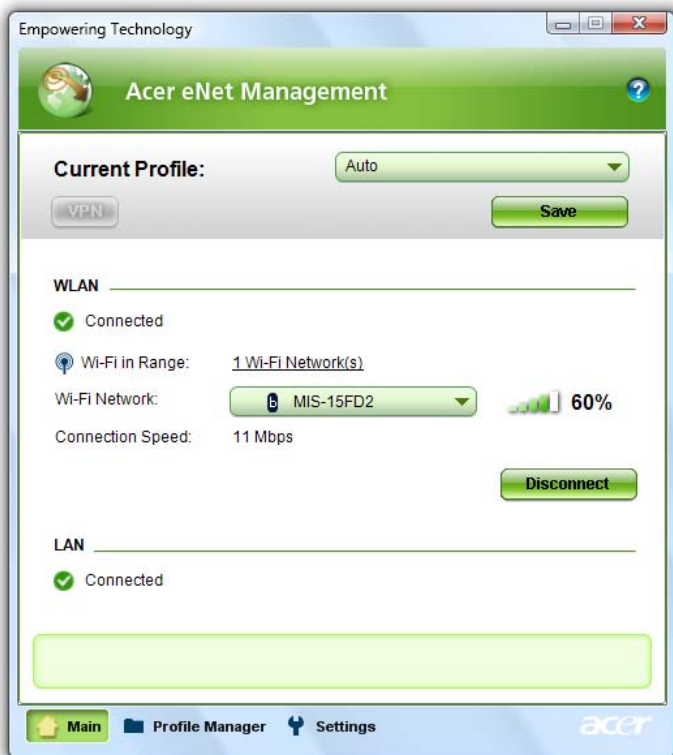 Empowering Technology
Acer eNet Management
?
Current Profile:
Auto
VPN
Save
WLAN
Connected
Wi-Fi in Range: 1 Wi-Fi Network(s)
Wi-Fi Network: b MIS-15FD2 60%
Connection Speed: 11 Mbps
Disconnect
LAN
Connected
Main Profile Manager Settings acer